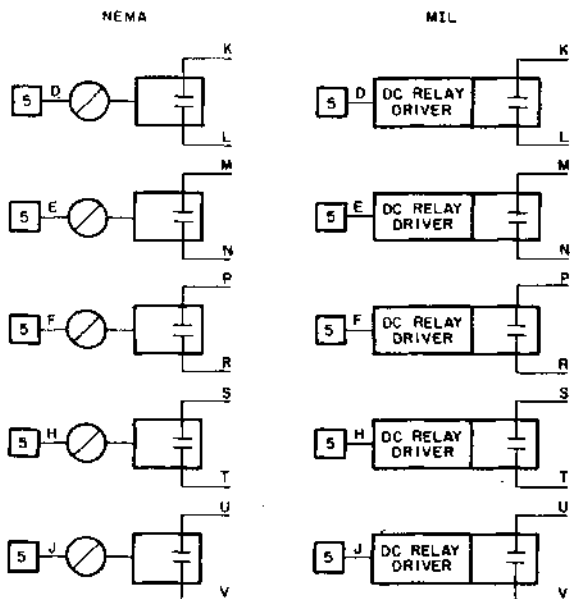 NEMA MIL
K K
5 D 5 D DC RELAY DRIVER
L L
M M
5 E 5 E DC RELAY DRIVER
N N
P P
5 F 5 F DC RELAY DRIVER
R R
S S
5 H 5 H DC RELAY DRIVER
T T
U U
5 J 5 J DC RELAY DRIVER
V V